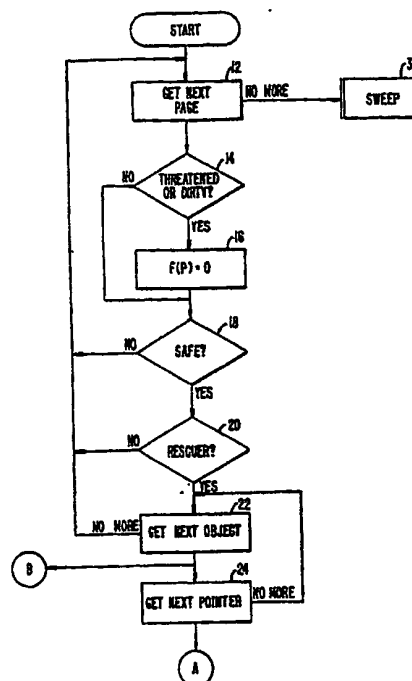 START
12
GET NEXT
PAGE
NO MORE
3
SWEEP
14
NO
THREATENED
OR DIRTY?
YES
16
F(P) = 0
18
NO
SAFE?
YES
20
NO
RESCUER?
YES
22
NO MORE
GET NEXT OBJECT
B
24
GET NEXT POINTER
NO MORE
A